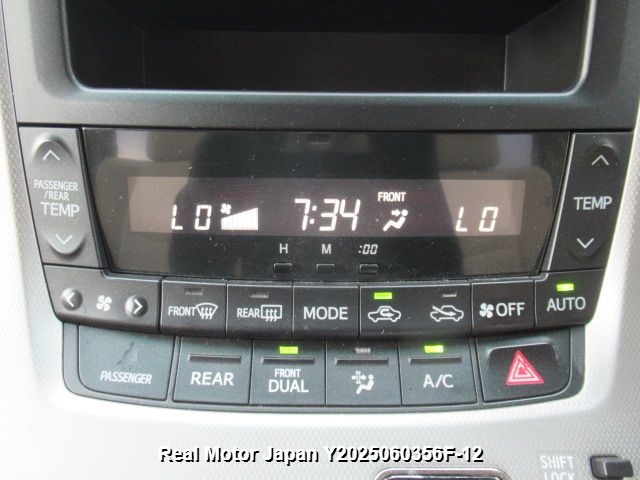 PASSENGER
/REAR
TEMP
LO
7:34
FRONT
LO
TEMP
H M :00
FRONT
REAR
MODE
OFF
AUTO
PASSENGER
REAR
FRONT
DUAL
A/C
SHIFT
LOCK
Real Motor Japan Y2025060356F-12